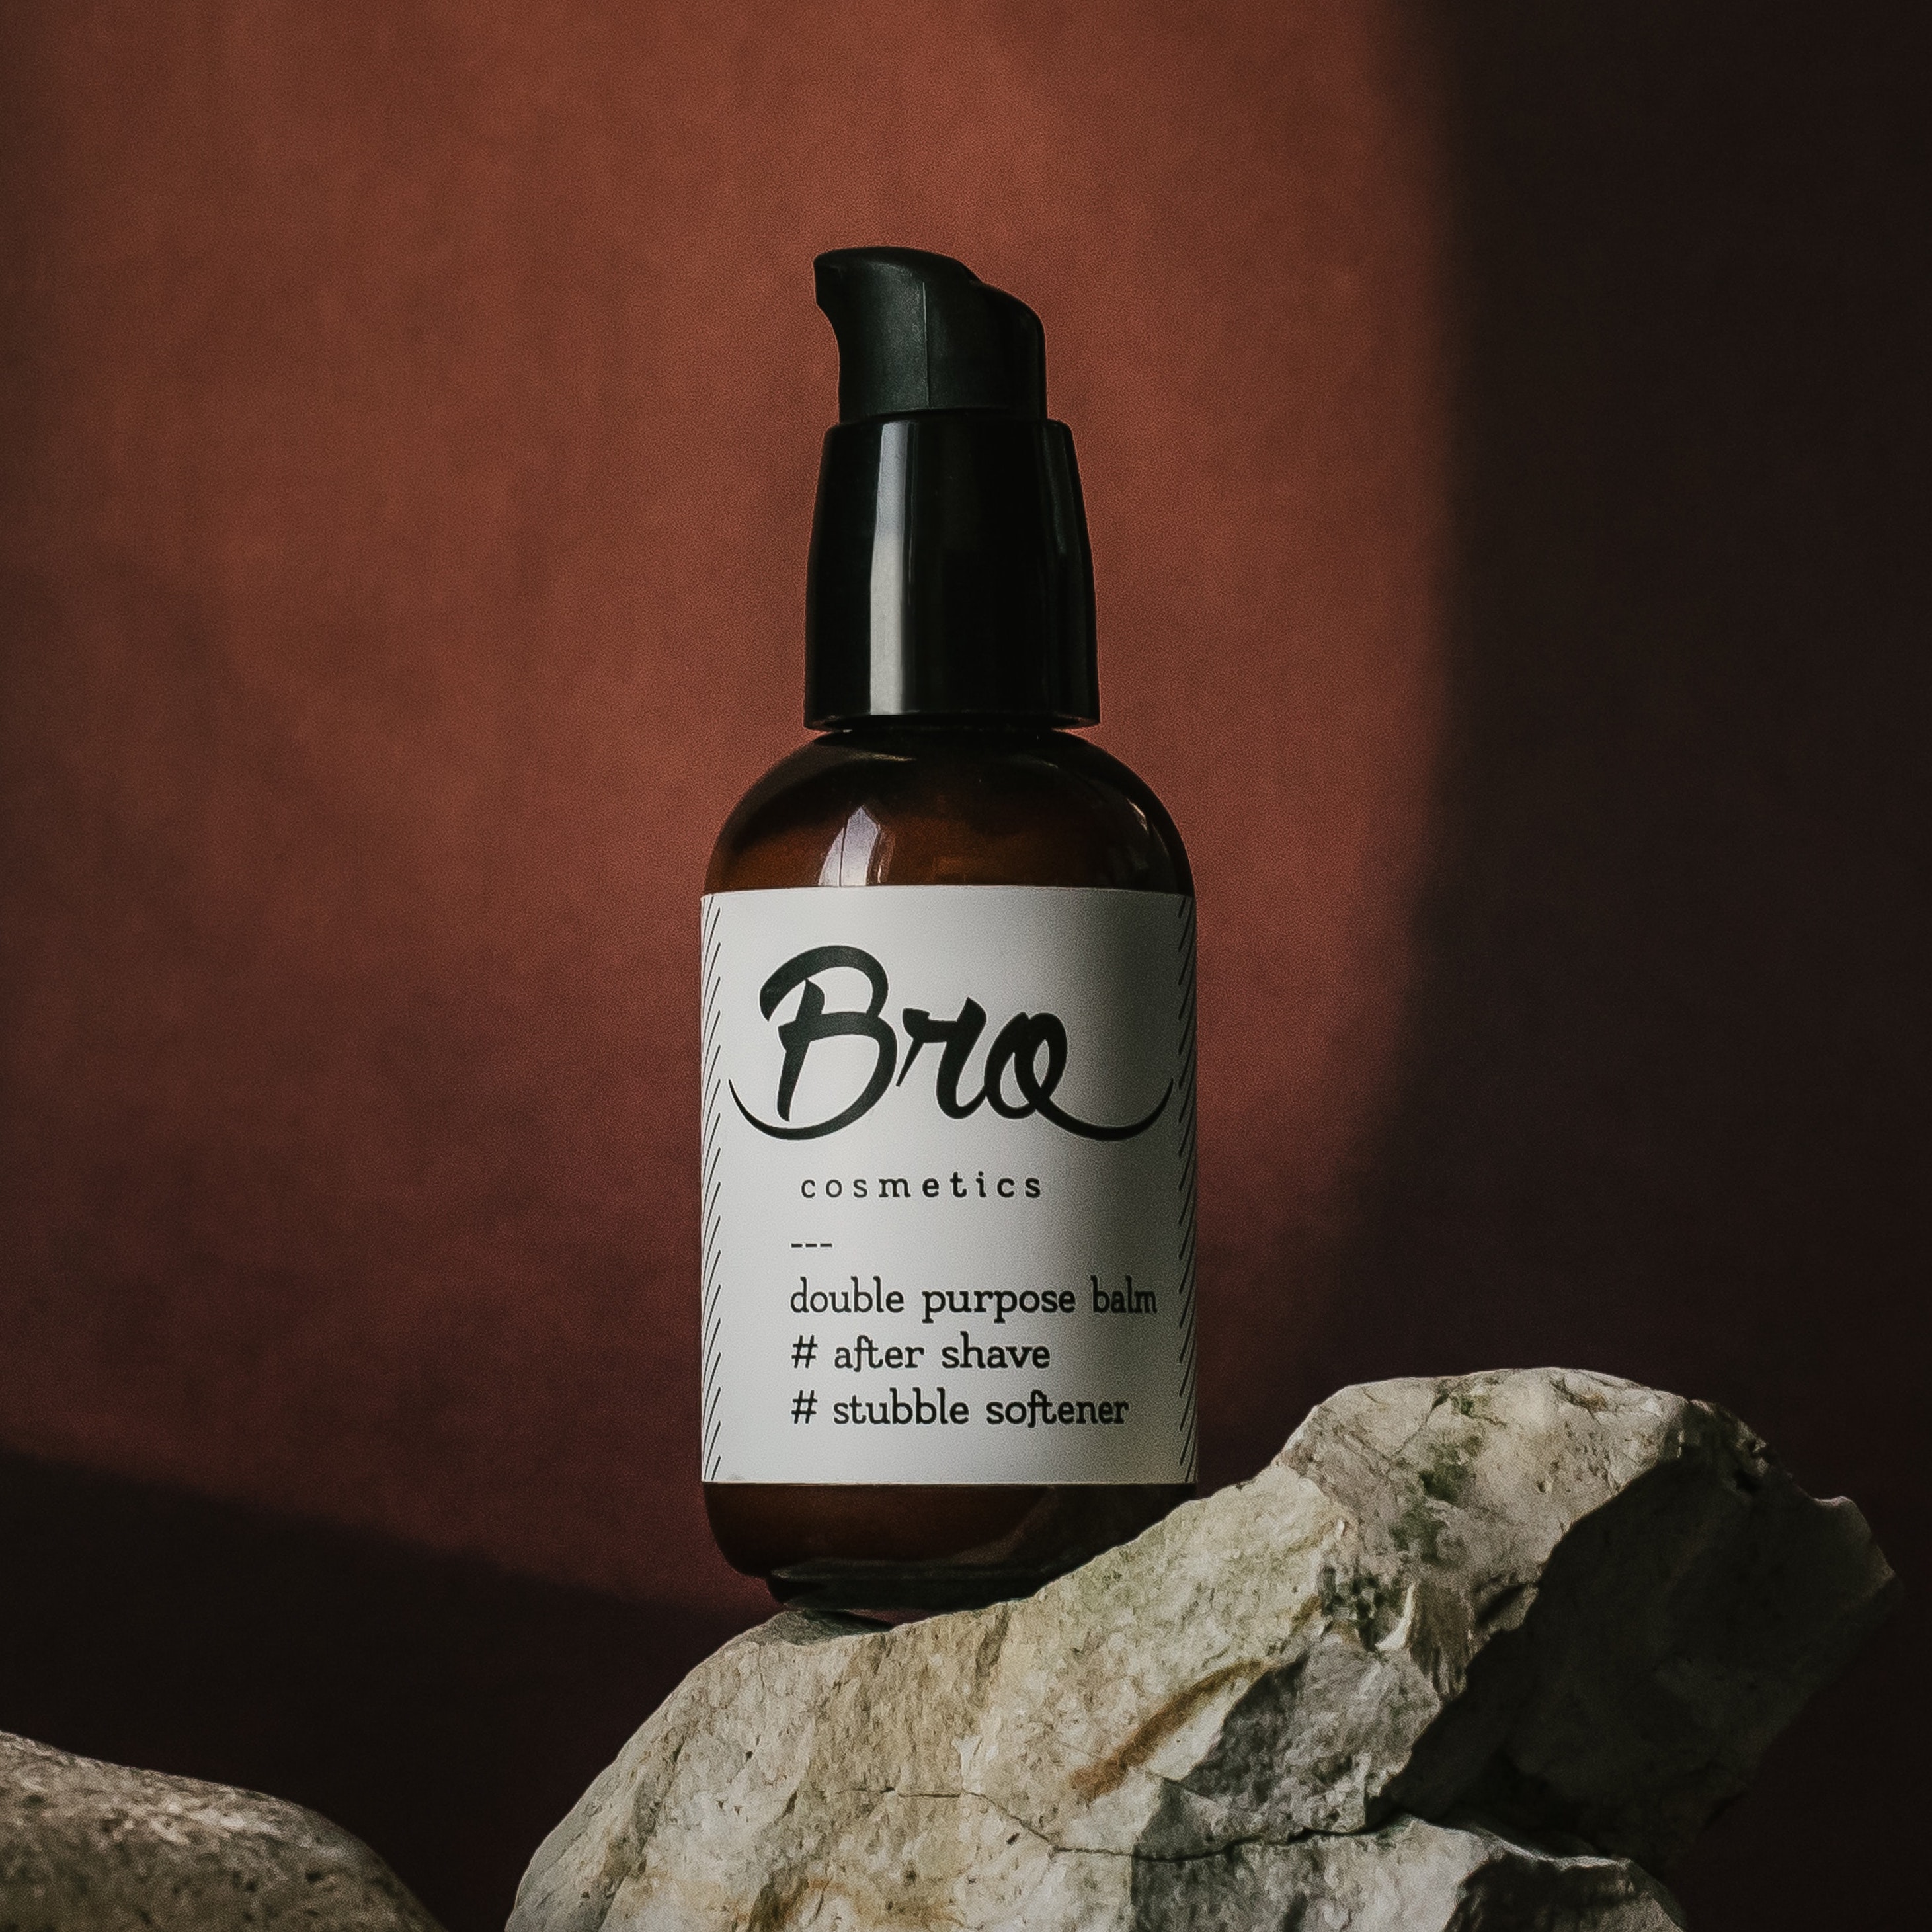 Bro
cosmetics
---
double purpose balm
# after shave
# stubble softener